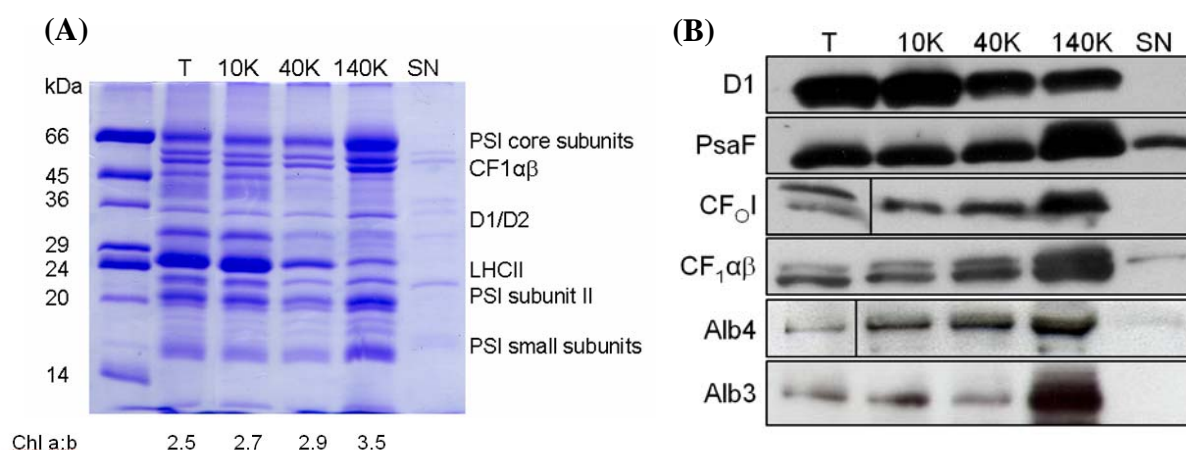 (A)
kDa T 10K 40K 140K SN
66
45
36
29
24
20
14
PSI core subunits
CF1αβ
D1/D2
LHCII
PSI subunit II
PSI small subunits
Chl a:b 2.5 2.7 2.9 3.5
(B)
T 10K 40K 140K SN
D1
PsaF
CFOI
CF1αβ
Alb4
Alb3